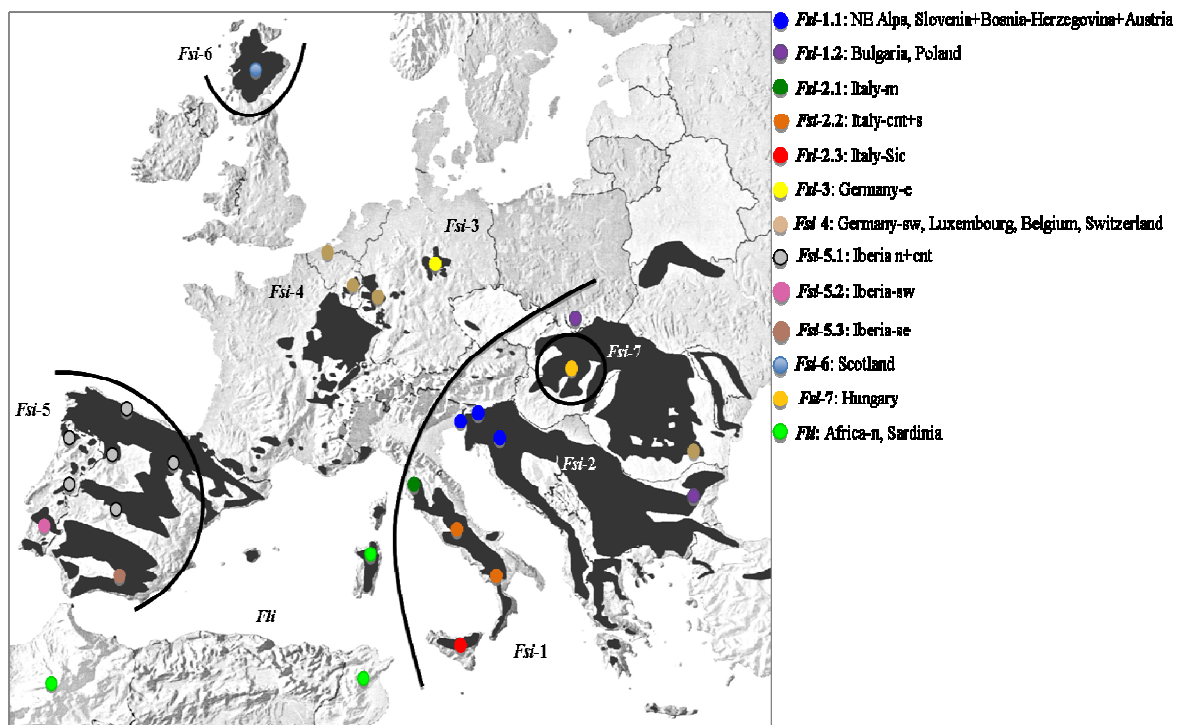 Fsi-6
Fsi-3
Fsi-4
Fsi-7
Fsi-5
Fsi-2
Fli
Fsi-1
Fsi-1.1: NE Alps, Slovenia+Bosnia-Herzegovina+Austria
Fsi-1.2: Bulgaria, Poland
Fsi-2.1: Italy-m
Fsi-2.2: Italy-cnt+s
Fsi-2.3: Italy-Sic
Fsi-3: Germany-e
Fsi 4: Germany-sw, Luxembourg, Belgium, Switzerland
Fsi-5.1: Iberia n+cnt
Fsi-5.2: Iberia-sw
Fsi-5.3: Iberia-se
Fsi-6: Scotland
Fsi-7: Hungary
Fli: Africa-n, Sardinia